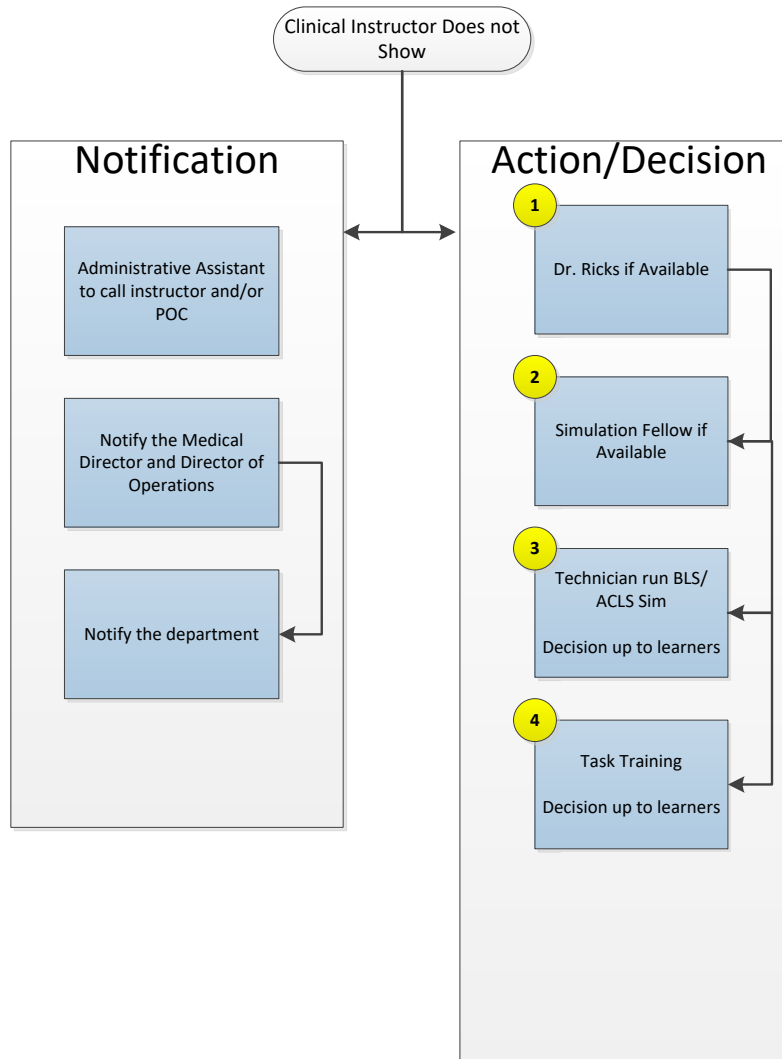 Clinical Instructor Does not
Show
Notification
Administrative Assistant
to call instructor and/or
POC
Notify the Medical
Director and Director of
Operations
Notify the department
Action/Decision
1
Dr. Ricks if Available
2
Simulation Fellow if
Available
3
Technician run BLS/
ACLS Sim
Decision up to learners
4
Task Training
Decision up to learners